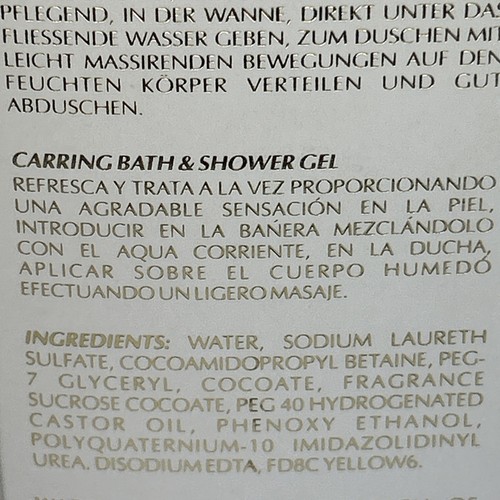 PFLEGEND, IN DER WANNE, DIREKT UNTER DAS
FLIESSENDE WASSER GEBEN, ZUM DUSCHEN MIT
LEICHT MASSIRENDEN BEWEGUNGEN AUF DEN
FEUCHTEN KÖRPER VERTEILEN UND GUT
ABDUSCHEN.
CARRING BATH & SHOWER GEL
REFRESCA Y TRATA A LA VEZ PROPORCIONANDO
UNA AGRADABLE SENSACIÓN EN LA PIEL,
INTRODUCIR EN LA BAÑERA MEZCLÁNDOLO
CON EL AQUA CORRIENTE, EN LA DUCHA,
APLICAR SOBRE EL CUERPO HUMEDÓ
EFECTUANDO UN LIGERO MASAJE.
INGREDIENTS: WATER, SODIUM LAURETH
SULFATE, COCOAMIDOPROPYL BETAINE, PEG-
7 GLYCERYL, COCOATE, FRAGRANCE
SUCROSE COCOATE, PEG 40 HYDROGENATED
CASTOR OIL, PHENOXY ETHANOL,
POLYQUATERNIUM-10 IMIDAZOLIDINYL
UREA. DISODIUM EDTA, FD8C YELLOW6.